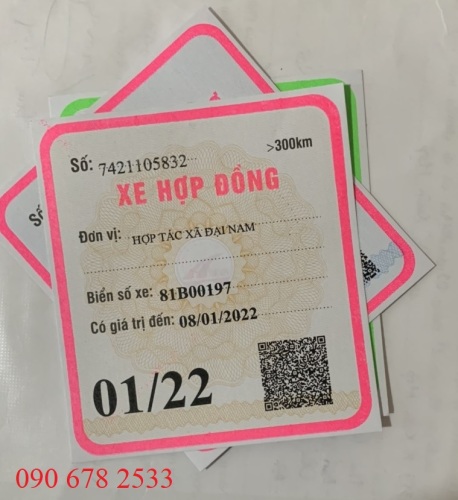 Số: 7421105832
>300km
XE HỢP ĐỒNG
Đơn vị: HỢP TÁC XÃ ĐẠI NAM
Biển số xe: 81B00197
Có giá trị đến: 08/01/2022
01/22
Số
090 678 2533